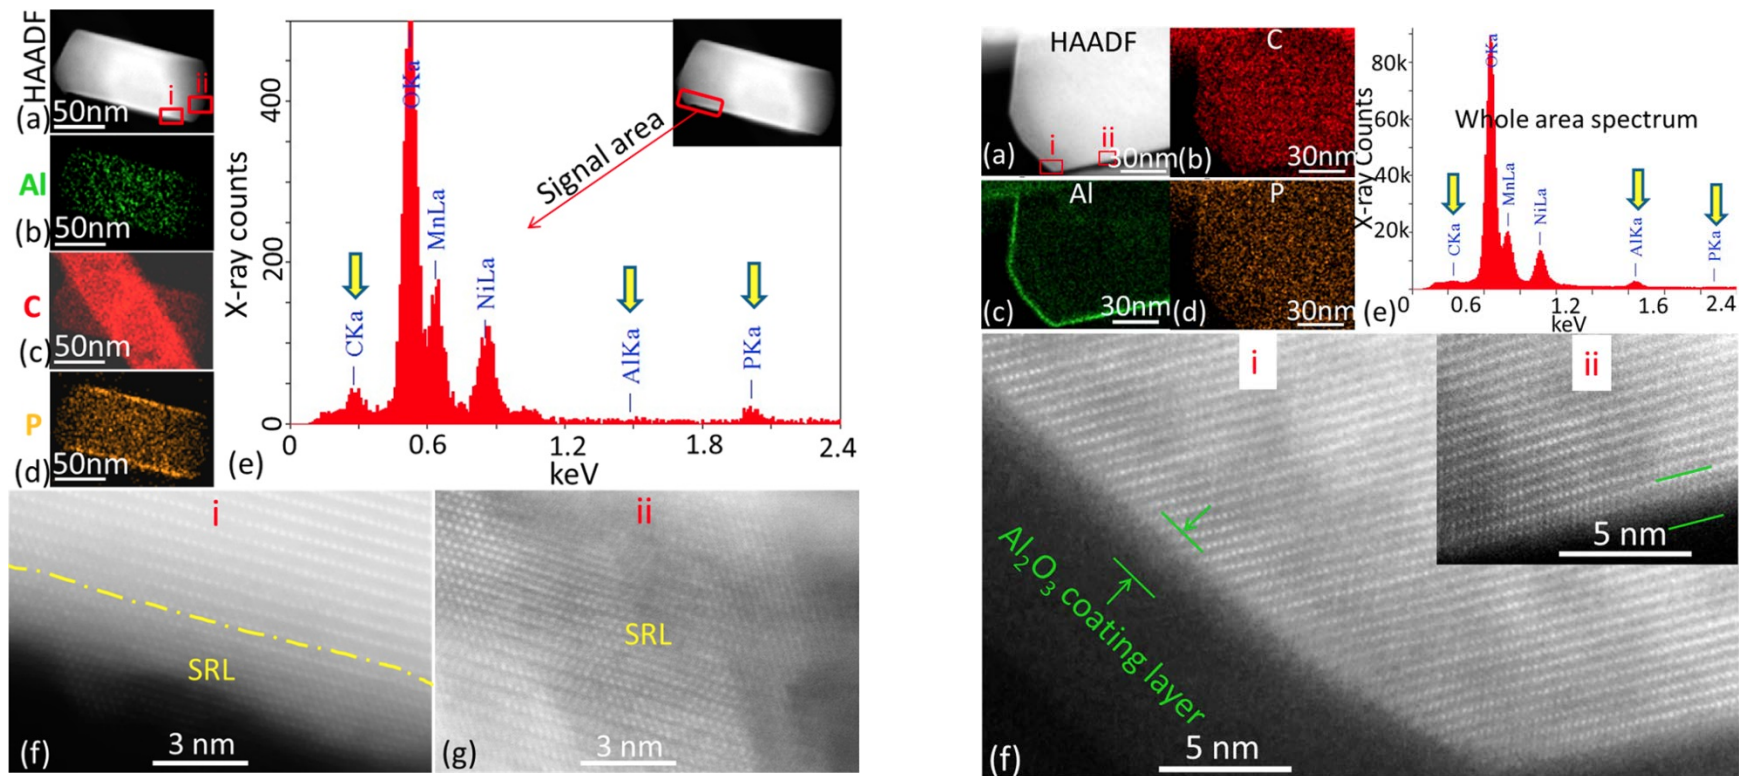 HAADF
i
ii
50nm
(a)
Al
50nm
(b)
C
50nm
(c)
P
50nm
(d)
X-ray counts
400
200
0
OKa
Signal area
MnLa
NiLa
CKa
AlKa
PKa
0 0.6 1.2 1.8 2.4
keV
(e)
i
SRL
3 nm
(f)
ii
SRL
3 nm
(g)
HAADF
i
ii
30nm
(a)
C
30nm
(b)
Al
30nm
(c)
P
30nm
(d)
X-ray Counts
80k
60k
40k
20k
OKa
Whole area spectrum
CKa
MnLa
NiLa
AlKa
PKa
0.6 1.2 1.6 2.4
keV
(e)
i
ii
5 nm
Al₂O₃ coating layer
5 nm
(f)